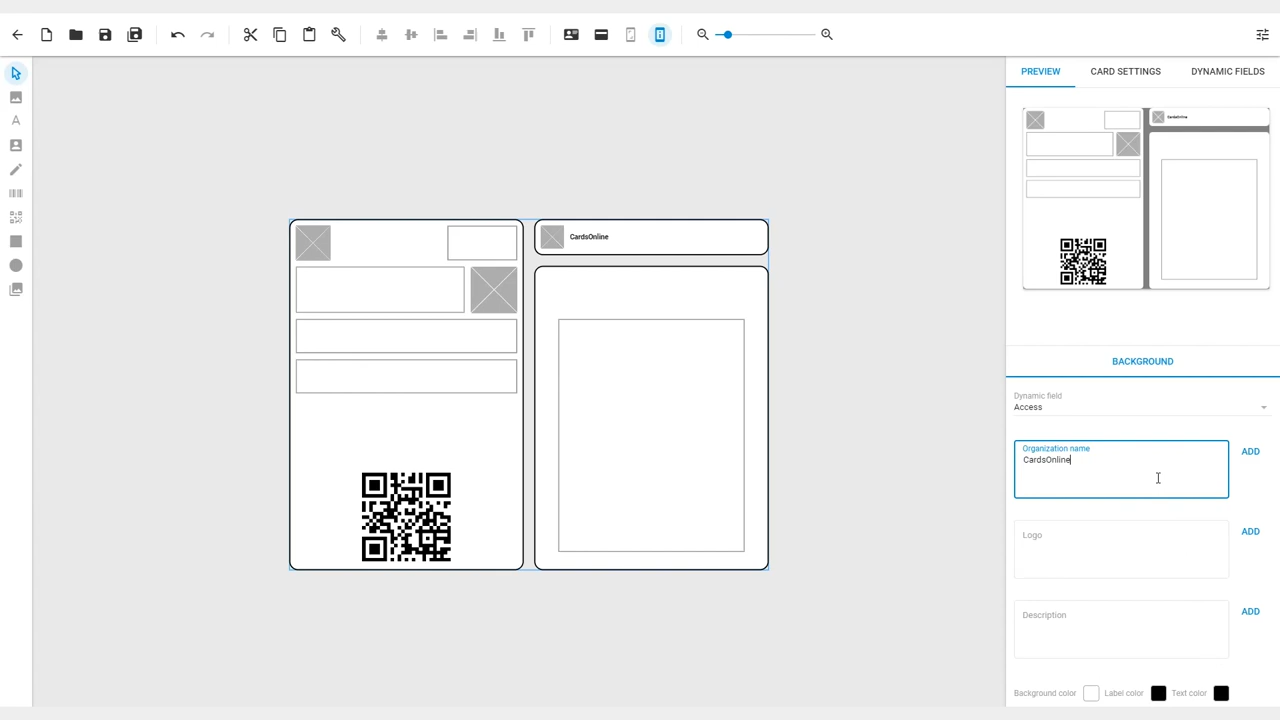 PREVIEW
CARD SETTINGS
DYNAMIC FIELDS
CardsOnline
CardsOnline
BACKGROUND
Dynamic field
Access
Organization name
CardsOnline
ADD
Logo
ADD
Description
ADD
Background color
Label color
Text color